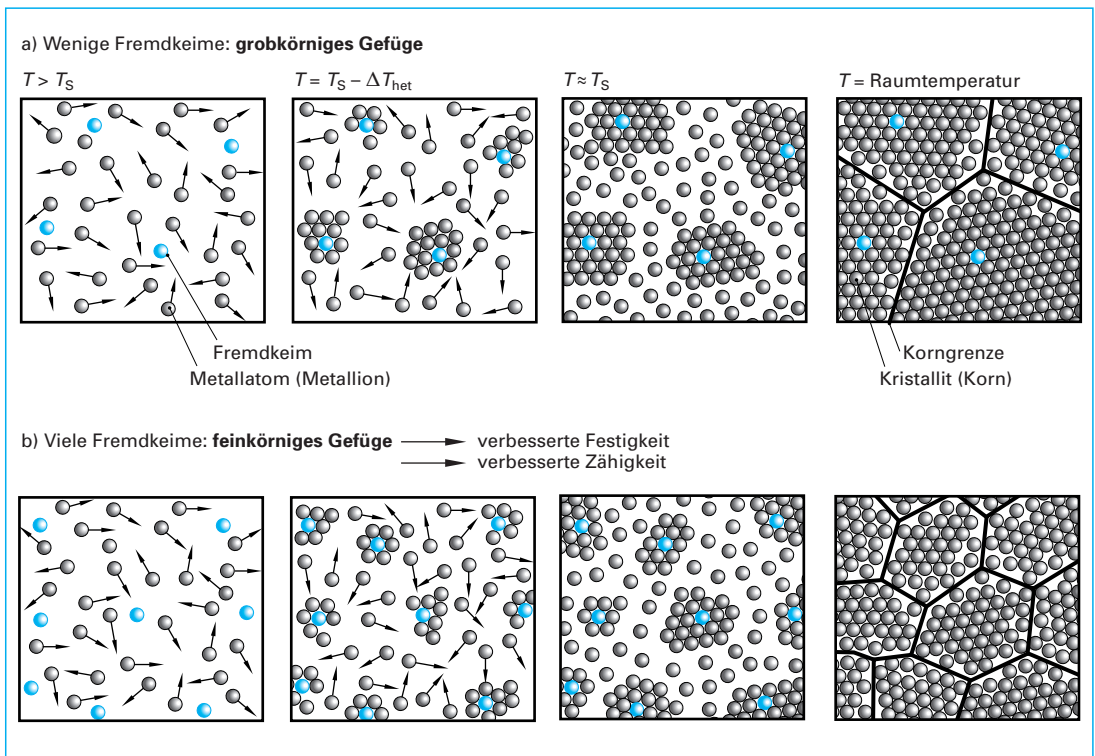 a) Wenige Fremdkeime: grobkörniges Gefüge
T > TS
T = TS – ΔThet
T ≈ TS
T = Raumtemperatur
Fremdkeim
Metallatom (Metallion)
Korngrenze
Kristallit (Korn)
b) Viele Fremdkeime: feinkörniges Gefüge
verbesserte Festigkeit
verbesserte Zähigkeit